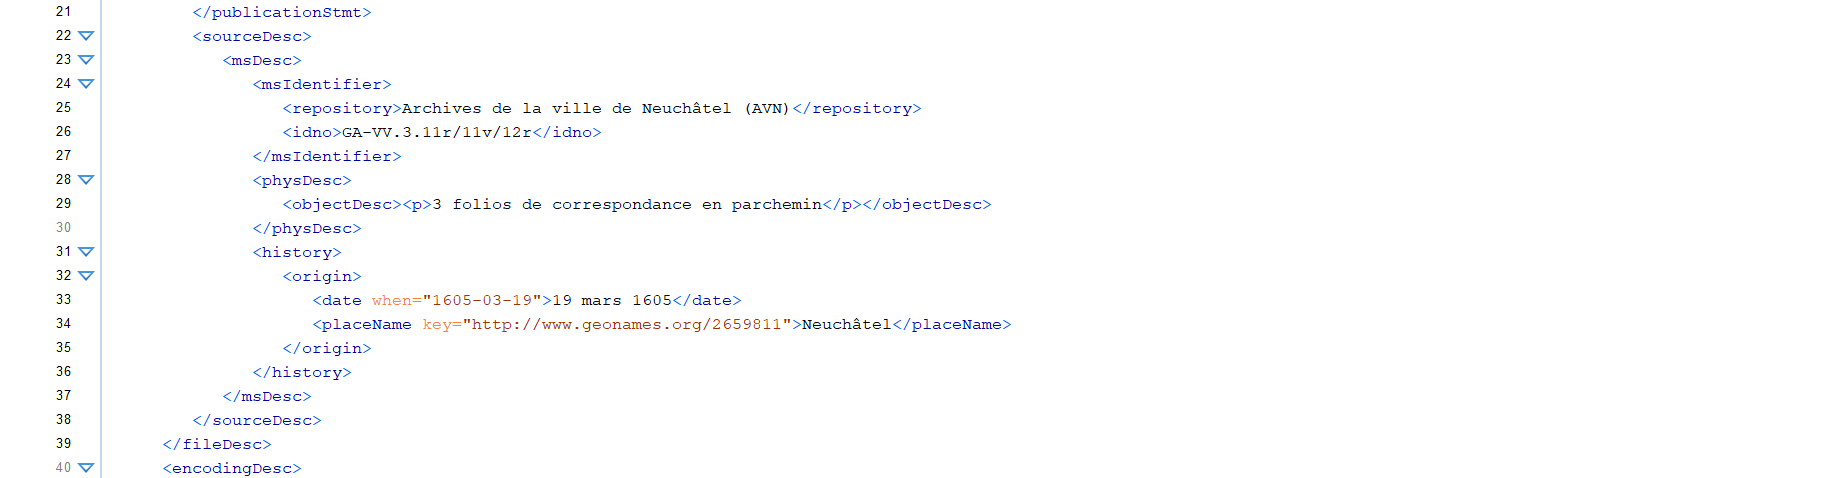 21 </publicationStmt>
22 <sourceDesc>
23 <msDesc>
24 <msIdentifier>
25 <repository>Archives de la ville de Neuchâtel (AVN)</repository>
26 <idno>GA-VV.3.11r/11v/12r</idno>
27 </msIdentifier>
28 <physDesc>
29 <objectDesc><p>3 folios de correspondance en parchemin</p></objectDesc>
30 </physDesc>
31 <history>
32 <origin>
33 <date when="1605-03-19">19 mars 1605</date>
34 <placeName key="http://www.geonames.org/2659811">Neuchâtel</placeName>
35 </origin>
36 </history>
37 </msDesc>
38 </sourceDesc>
39 </fileDesc>
40 <encodingDesc>